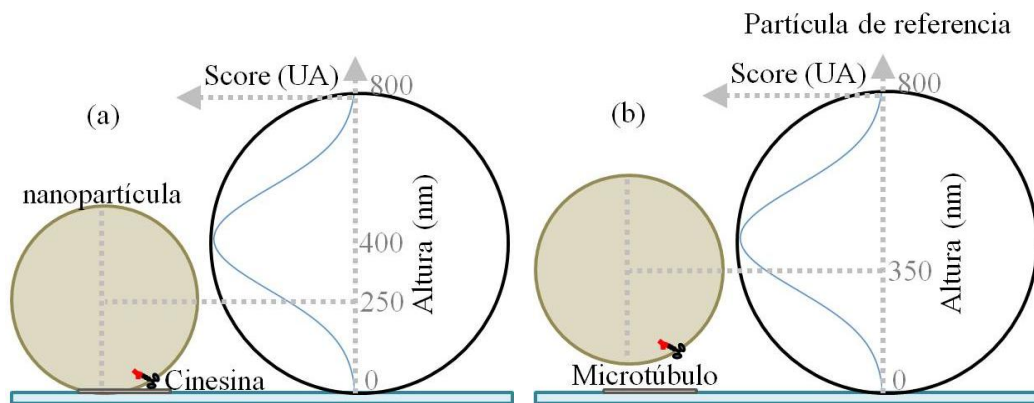 Partícula de referencia
Score (UA)
800
(a)
nanopartícula
400
Altura (nm)
250
0
Cinesina
Score (UA)
800
(b)
Altura (nm)
350
0
Microtúbulo